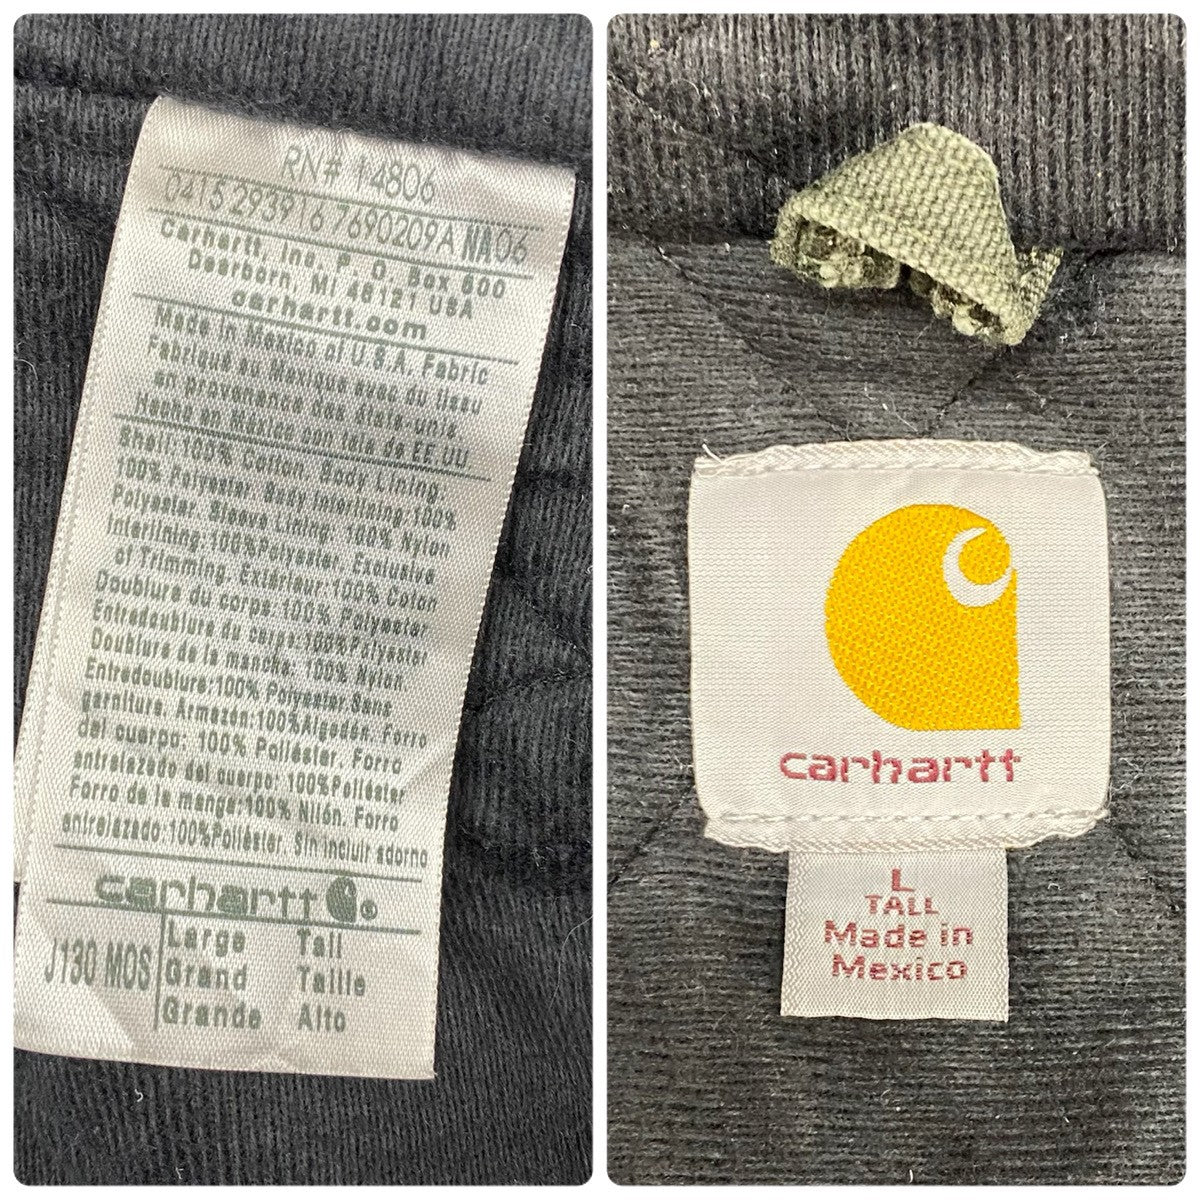 RN# 14806
0415 293916 7690209A NA06
Carhartt, Inc. P. O. Box 600
Dearborn, MI 48121 USA
carhartt.com
Made in Mexico of U.S.A. Fabric
Fabriqué au Mexique avec du tissu
en provenance des états-unis
Hecho en México con tela de EE.UU
Shell:100% Cotton. Body Lining.
100% Polyester. Body Interlining:100%
Polyester. Sleeve Lining: 100% Nylon
Interlining:100%Polyester. Exclusive
of Trimming. Extérieur:100% Coton
Doublure du corps:100% Polyester
Entredoublure du corps:100%Polyester
Doublure de la manche: 100% Nylon.
Entredoublure:100% Polyester.Sans
garniture. Armazón:100%Algodón. Forro
del cuerpo: 100% Poliéster. Forro
entrelazado del cuerpo:100%Poliéster
Forro de la manga:100% Nilón. Forro
entrelazado:100%Poliéster. Sin incluir adorno
carhartt ®
J130 MOS
Large Tall
Grand Taille
Grande Alto
carhartt
L
TALL
Made in
Mexico